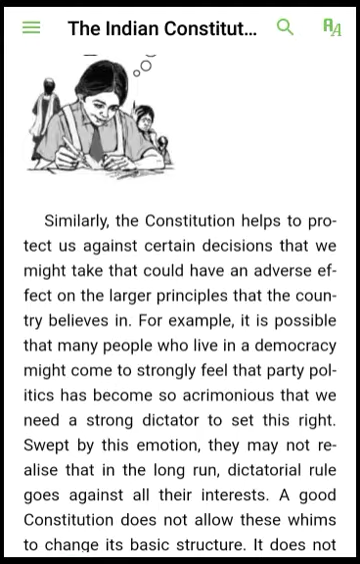 The Indian Constitut...
AA
Similarly, the Constitution helps to pro-
tect us against certain decisions that we
might take that could have an adverse ef-
fect on the larger principles that the coun-
try believes in. For example, it is possible
that many people who live in a democracy
might come to strongly feel that party pol-
itics has become so acrimonious that we
need a strong dictator to set this right.
Swept by this emotion, they may not re-
alise that in the long run, dictatorial rule
goes against all their interests. A good
Constitution does not allow these whims
to change its basic structure. It does not